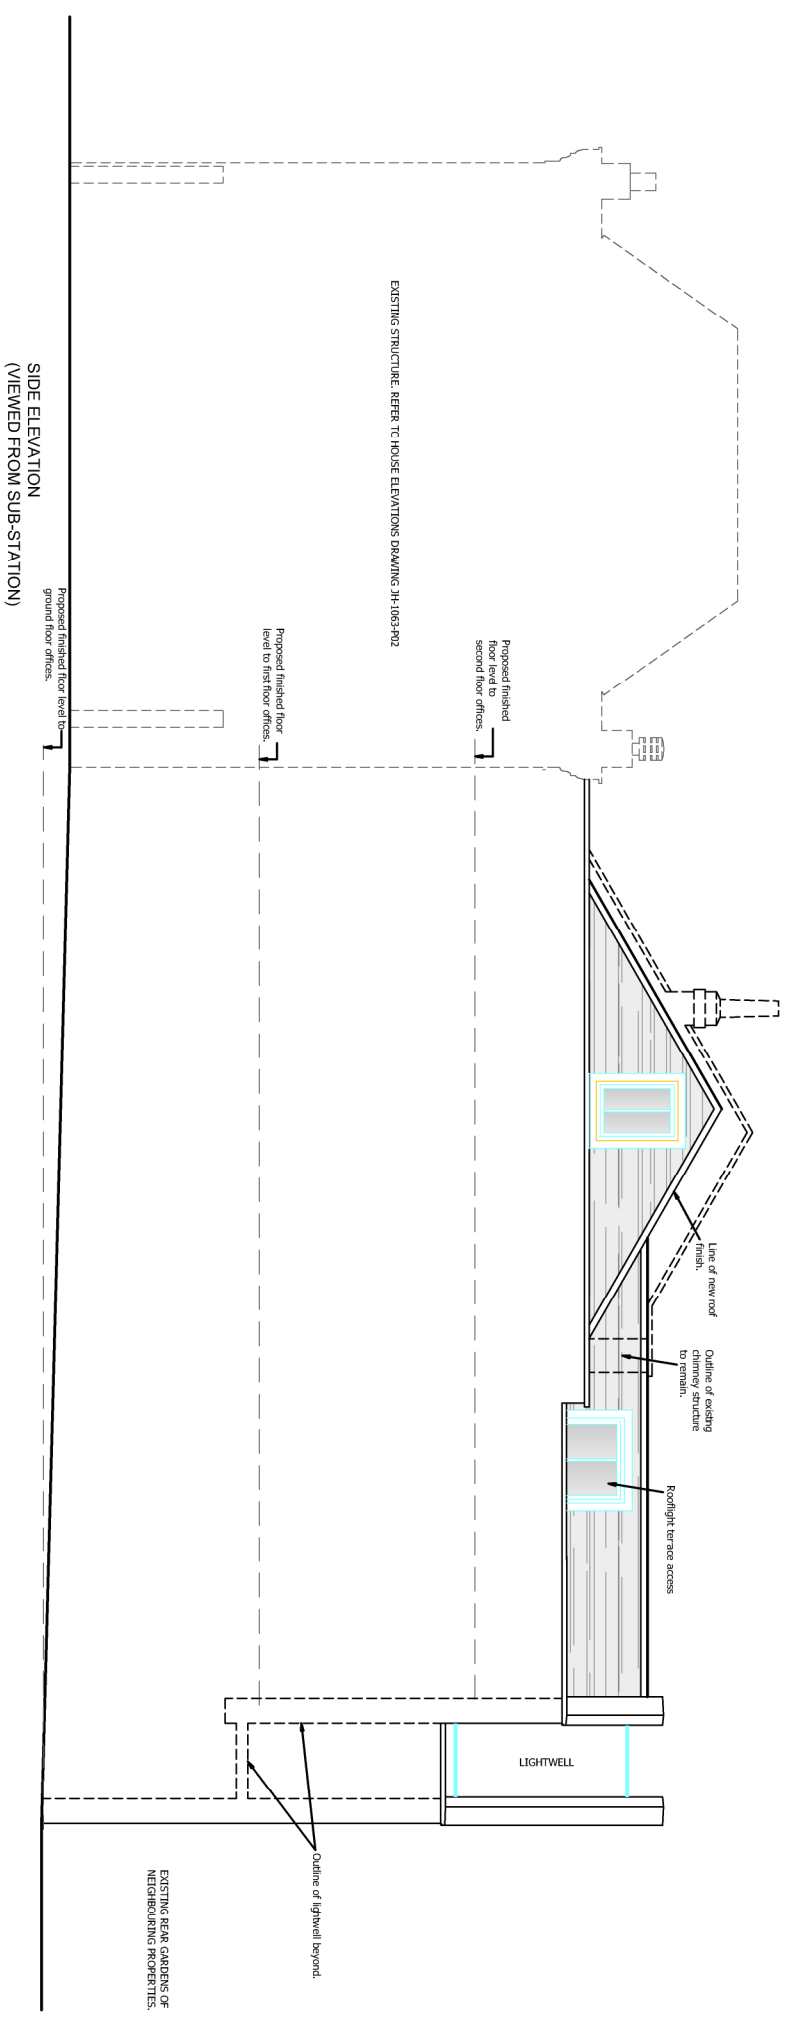 EXISTING STRUCTURE. REFER TC HOUSE ELEVATIONS DRAWING JH-1063-P02
Proposed finished
floor level to
second floor offices.
Proposed finished floor
level to first floor offices.
Proposed finished floor level to
ground floor offices.
SIDE ELEVATION
(VIEWED FROM SUB-STATION)
Line of new roof
finish.
Outline of existing
chimney structure
to remain.
Rooflight terrace access
LIGHTWELL
Outline of lightwell beyond.
EXISTING REAR GARDENS OF
NEIGHBOURING PROPERTIES.